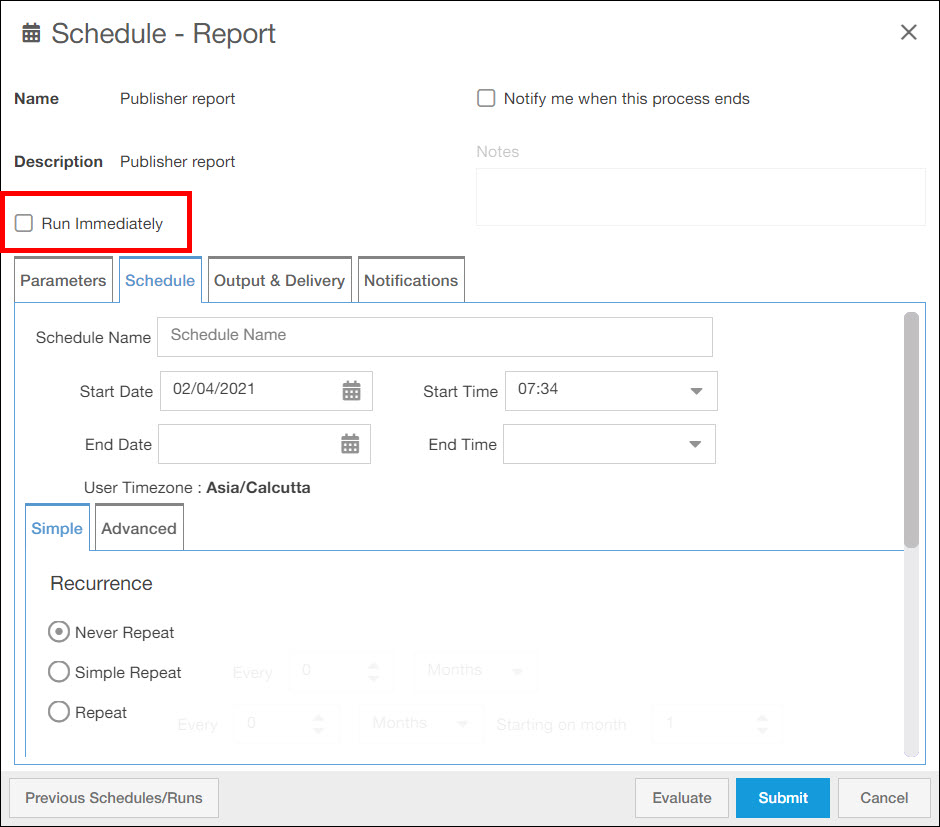 Schedule - Report
Name Publisher report
Notify me when this process ends
Notes
Description Publisher report
Run Immediately
Parameters Schedule Output & Delivery Notifications
Schedule Name Schedule Name
Start Date 02/04/2021 Start Time 07:34
End Date End Time
User Timezone : Asia/Calcutta
Simple Advanced
Recurrence
Never Repeat
Simple Repeat Every 0 Months
Repeat Every 0 Months Starting on month 1
Previous Schedules/Runs Evaluate Submit Cancel